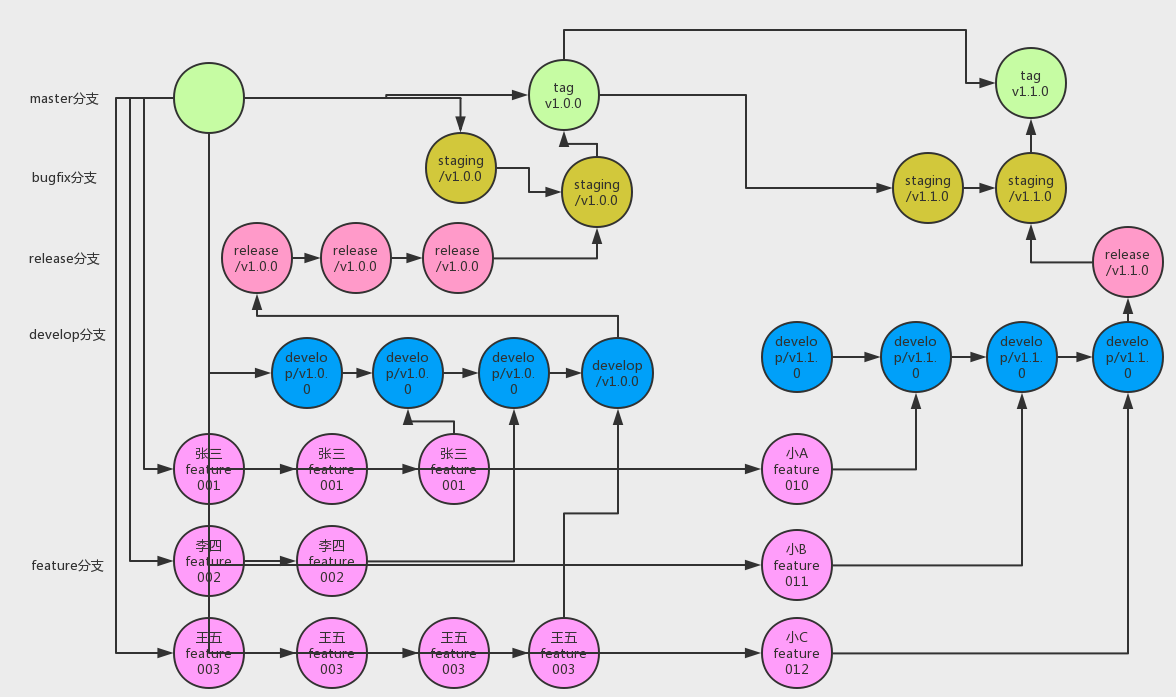 tag
v1.0.0
tag
v1.1.0
master分支
staging
/v1.0.0
staging
/v1.0.0
staging
/v1.1.0
staging
/v1.1.0
bugfix分支
release
/v1.0.0
release
/v1.0.0
release
/v1.0.0
release
/v1.1.0
release分支
develop分支
develo
p/v1.0.
0
develo
p/v1.0.
0
develo
p/v1.0.
0
develop
/v1.0.0
develo
p/v1.1.
0
develo
p/v1.1.
0
develo
p/v1.1.
0
develo
p/v1.1.
0
张三
feature
001
张三
feature
001
张三
feature
001
小A
feature
010
李四
feature
002
李四
feature
002
小B
feature
011
feature分支
王五
feature
003
王五
feature
003
王五
feature
003
王五
feature
003
小C
feature
012